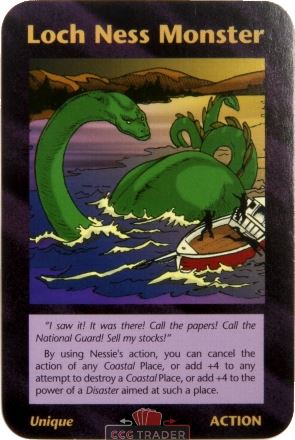 Loch Ness Monster
"I saw it! It was there! Call the papers! Call the
National Guard! Sell my stocks!"
By using Nessie's action, you can cancel the
action of any Coastal Place, or add +4 to any
attempt to destroy a Coastal Place, or add +4 to the
power of a Disaster aimed at such a place.
Unique
ACTION
CCG TRADER